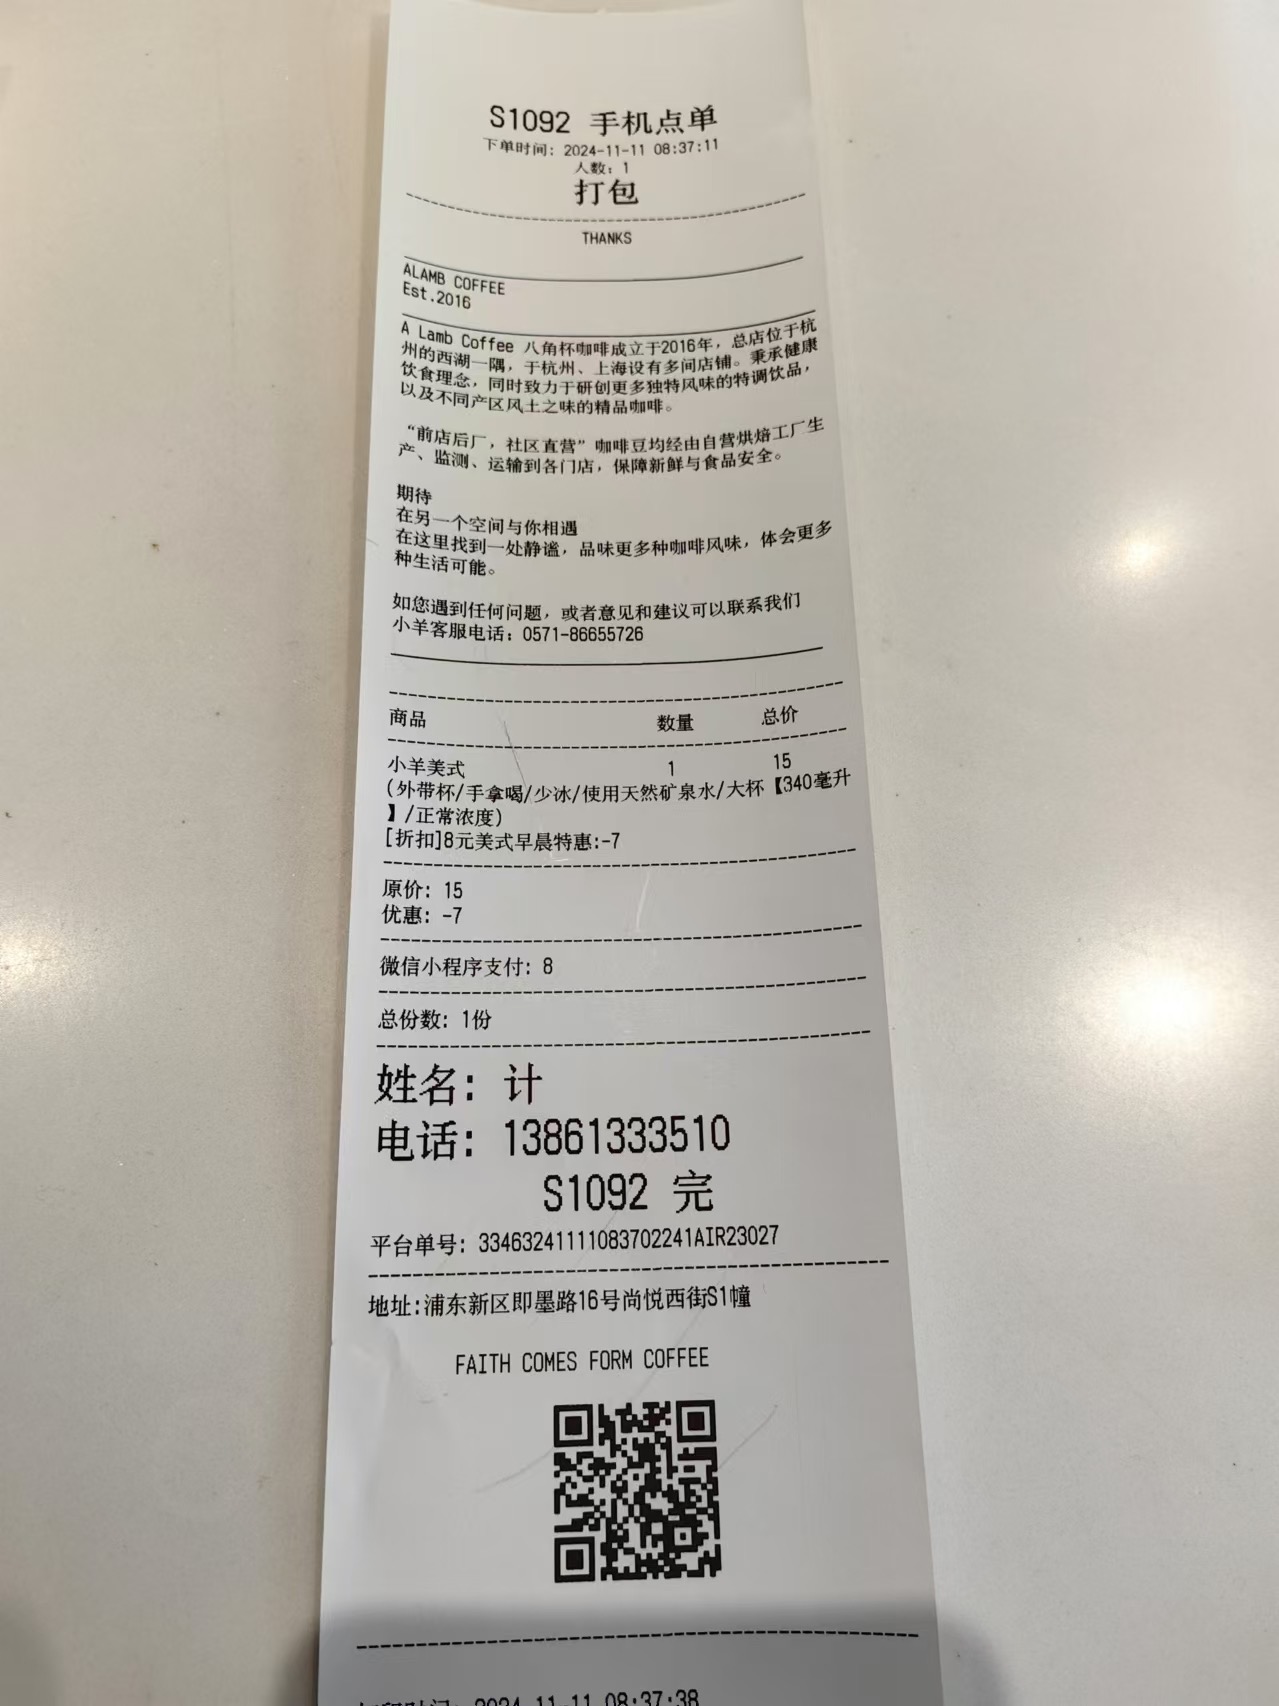 S1092 手机点单
下单时间: 2024-11-11 08:37:11
人数: 1
打包
THANKS
ALAMB COFFEE
Est.2016
A Lamb Coffee 八角杯咖啡成立于2016年，总店位于杭
州的西湖一隅，于杭州、上海设有多间店铺。秉承健康
饮食理念，同时致力于研创更多独特风味的特调饮品，
以及不同产区风土之味的精品咖啡。
“前店后厂，社区直营”咖啡豆均经由自营烘焙工厂生
产、监测、运输到各门店，保障新鲜与食品安全。
期待
在另一个空间与你相遇
在这里找到一处静谧，品味更多种咖啡风味，体会更多
种生活可能。
如您遇到任何问题，或者意见和建议可以联系我们
小羊客服电话: 0571-86655726
商品 数量 总价
小羊美式 1 15
(外带杯/手拿喝/少冰/使用天然矿泉水/大杯【340毫升
】/正常浓度)
[折扣]8元美式早晨特惠:-7
原价: 15
优惠: -7
微信小程序支付: 8
总份数: 1份
姓名: 计
电话: 13861333510
S1092 完
平台单号: 33463241111083702241AIR23027
地址:浦东新区即墨路16号尚悦西街S1幢
FAITH COMES FORM COFFEE
2024-11-11 08:37:38